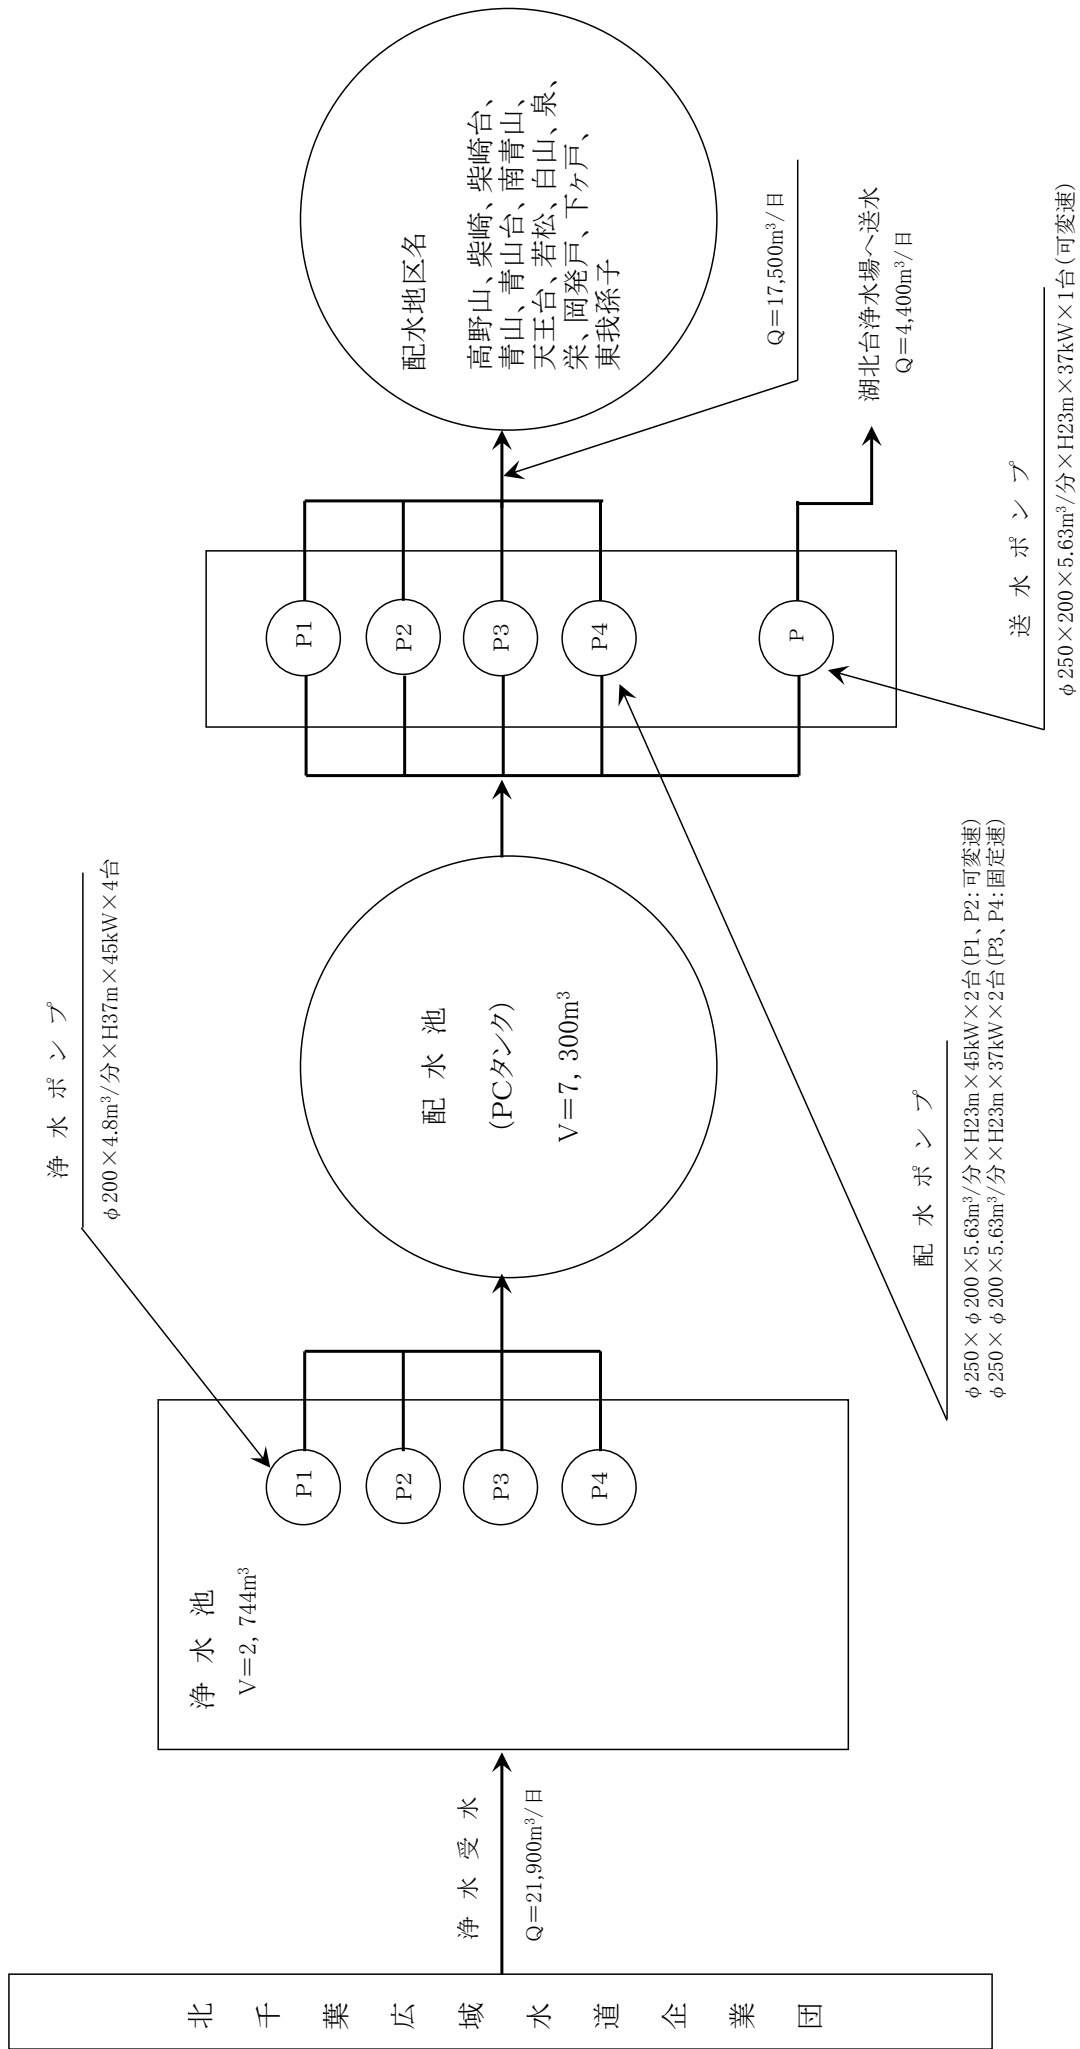 北千葉広域水道企業団
浄水受水
Q=21,900m³/日
浄水池
V=2,744m³
P1
P2
P3
P4
浄水ポンプ
φ200×4.8m³/分×H37m×45kW×4台
配水池
(PCタンク)
V=7,300m³
P1
P2
P3
P4
P
配水ポンプ
φ250×φ200×5.63m³/分×H23m×45kW×2台(P1、P2:可変速)
φ250×φ200×5.63m³/分×H23m×37kW×2台(P3、P4:固定速)
送水ポンプ
φ250×200×5.63m³/分×H23m×37kW×1台(可変速)
配水地区名
高野山、柴崎、柴崎台、
青山、青山台、南青山、
天王台、若松、白山、泉、
栄、岡発戸、下ヶ戸、
東我孫子
Q=17,500m³/日
湖北台浄水場へ送水
Q=4,400m³/日